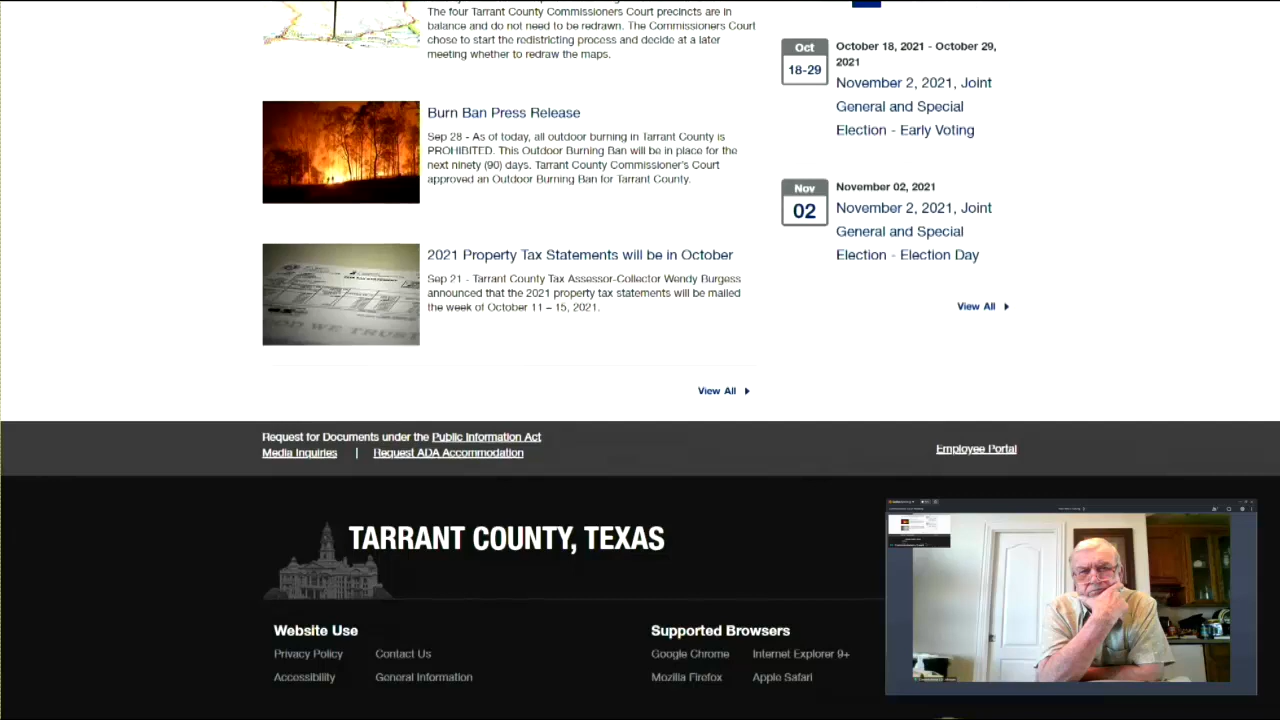 The four Tarrant County Commissioners Court precincts are in
balance and do not need to be redrawn. The Commissioners Court
chose to start the redistricting process and decide at a later
meeting whether to redraw the maps.
Burn Ban Press Release
Sep 28 - As of today, all outdoor burning in Tarrant County is
PROHIBITED. This Outdoor Burning Ban will be in place for the
next ninety (90) days. Tarrant County Commissioner's Court
approved an Outdoor Burning Ban for Tarrant County.
2021 Property Tax Statements will be in October
Sep 21 - Tarrant County Tax Assessor-Collector Wendy Burgess
announced that the 2021 property tax statements will be mailed
the week of October 11 – 15, 2021.
View All
Oct
18-29
October 18, 2021 - October 29,
2021
November 2, 2021, Joint
General and Special
Election - Early Voting
Nov
02
November 02, 2021
November 2, 2021, Joint
General and Special
Election - Election Day
View All
Request for Documents under the Public Information Act
Media Inquiries | Request ADA Accommodation
Employee Portal
TARRANT COUNTY, TEXAS
Website Use
Privacy Policy Contact Us
Accessibility General Information
Supported Browsers
Google Chrome Internet Explorer 9+
Mozilla Firefox Apple Safari